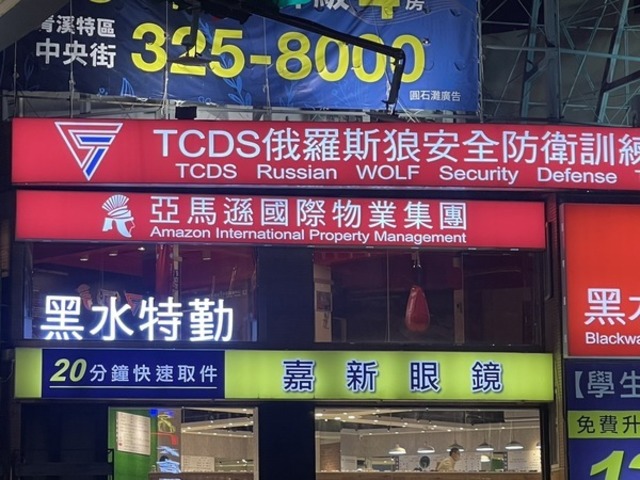 青溪特區
中央街
325-8000
圓石灘廣告
TCDS俄羅斯狼安全防衛訓練
TCDS Russian WOLF Security Defense
亞馬遜國際物業集團
Amazon International Property Management
黑水特勤
20分鐘快速取件
嘉新眼鏡
黑
Blackwa
【學生
免費升